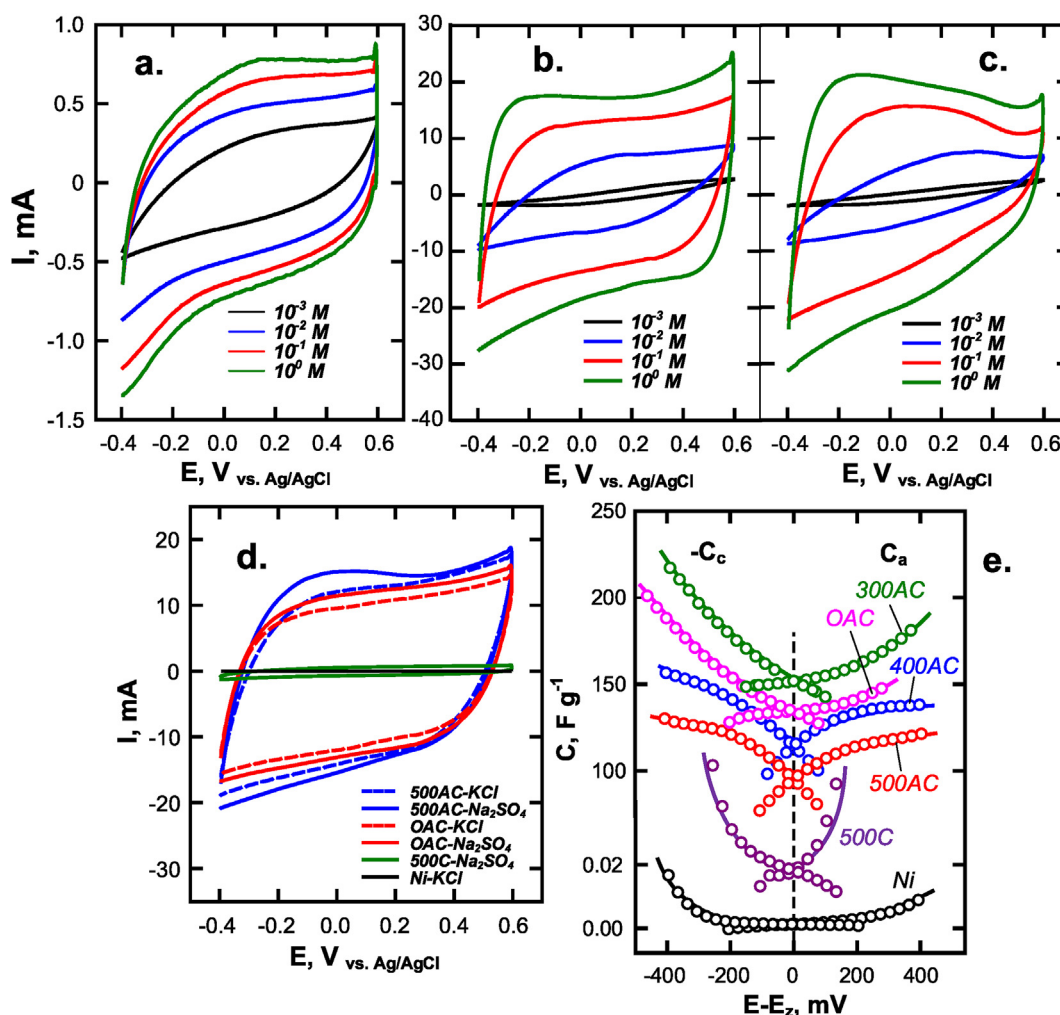 a.
1.0
0.5
0
-0.5
-1.0
-1.5
I, mA
10⁻³ M
10⁻² M
10⁻¹ M
10⁰ M
-0.4 -0.2 0.0 0.2 0.4 0.6
E, V vs. Ag/AgCl
b.
30
20
10
0
-10
-20
-30
-40
10⁻³ M
10⁻² M
10⁻¹ M
10⁰ M
-0.4 -0.2 0.0 0.2 0.4 0.6
E, V vs. Ag/AgCl
c.
10⁻³ M
10⁻² M
10⁻¹ M
10⁰ M
-0.4 -0.2 0.0 0.2 0.4 0.6
E, V vs. Ag/AgCl
d.
20
10
0
-10
-20
-30
I, mA
500AC-KCl
500AC-Na₂SO₄
OAC-KCl
OAC-Na₂SO₄
500C-Na₂SO₄
Ni-KCl
-0.4 -0.2 0.0 0.2 0.4 0.6
E, V vs. Ag/AgCl
e.
250
200
150
100
0.02
0.00
C, F g⁻¹
-Cc Ca
300AC
OAC
400AC
500AC
500C
Ni
-400 -200 0 200 400
E-Ez, mV